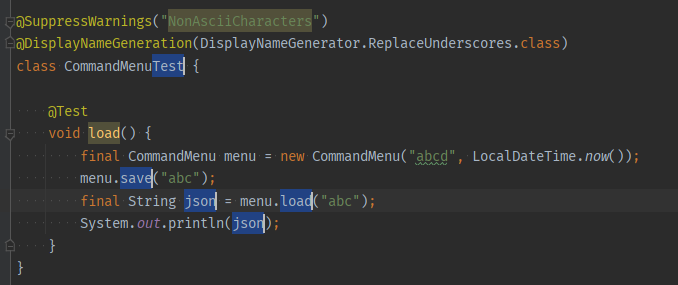 @SuppressWarnings("NonAsciiCharacters")
@DisplayNameGeneration(DisplayNameGenerator.ReplaceUnderscores.class)
class CommandMenuTest {
@Test
void load() {
final CommandMenu menu = new CommandMenu("abcd", LocalDateTime.now());
menu.save("abc");
final String json = menu.load("abc");
System.out.println(json);
}
}